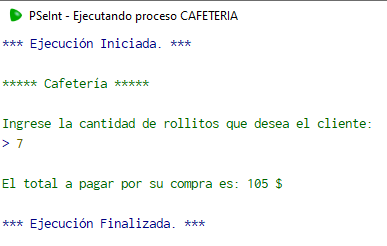 PSeInt - Ejecutando proceso CAFETERIA
*** Ejecución Iniciada. ***
***** Cafetería *****
Ingrese la cantidad de rollitos que desea el cliente:
> 7
El total a pagar por su compra es: 105 $
*** Ejecución Finalizada. ***